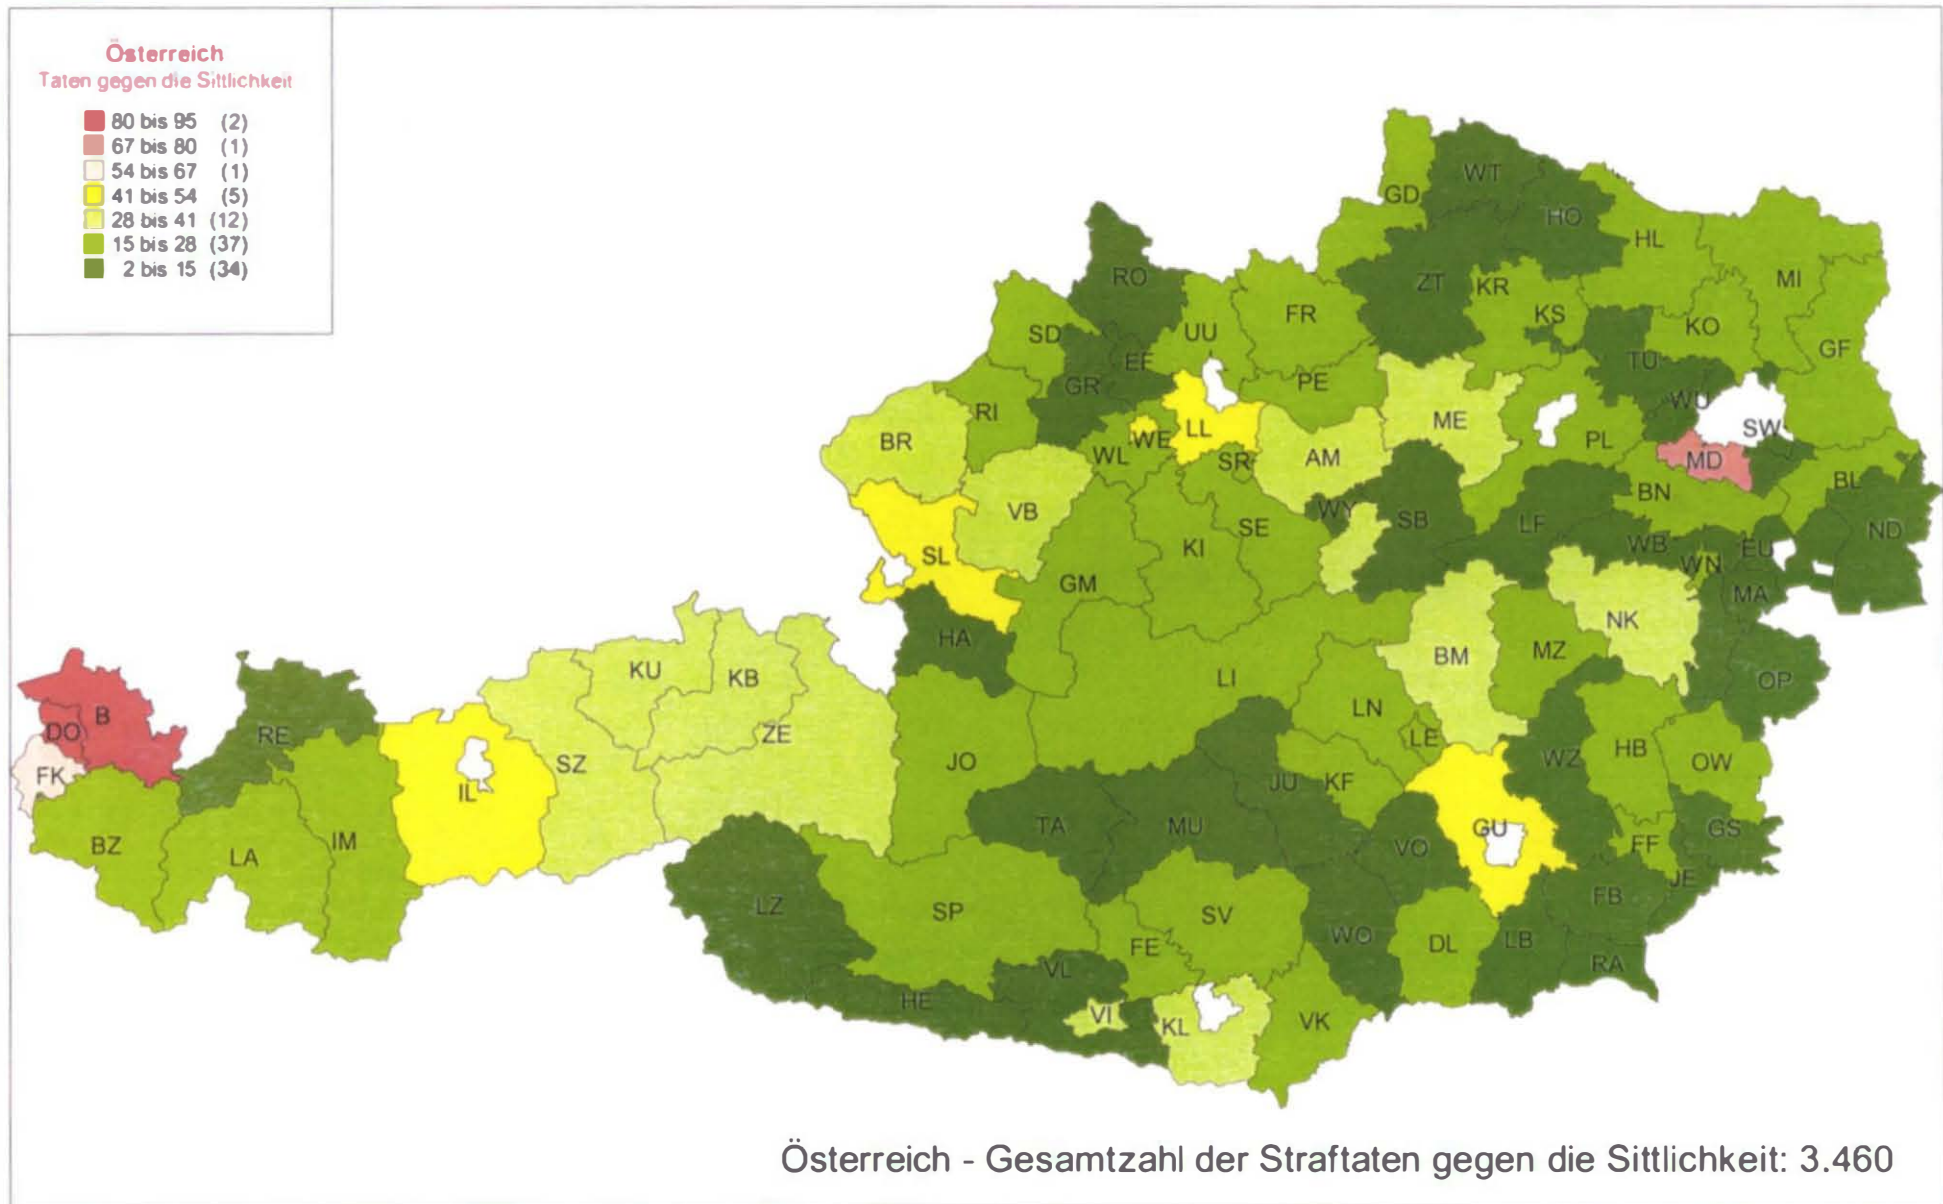 Österreich
Taten gegen die Sittlichkeit
80 bis 95 (2)
67 bis 80 (1)
54 bis 67 (1)
41 bis 54 (5)
28 bis 41 (12)
15 bis 28 (37)
2 bis 15 (34)
WT
GD
HO
HL
RO
ZT
KR
MI
KS
FR
UU
SD
KO
GF
EF
TU
GR
PE
WU
RI
BR
WE
LL
ME
SW
WL
SR
AM
PL
MD
BL
BN
VB
WY
SB
LF
ND
SE
KI
SL
WB
EU
WN
GM
MA
NK
HA
BM
MZ
KU
KB
LI
OP
B
DO
RE
LN
ZE
LE
HB
FK
SZ
JO
WZ
OW
IL
JU
KF
TA
MU
GU
GS
BZ
LA
IM
VO
FF
JE
LZ
SP
SV
FB
WO
DL
LB
FE
RA
VL
HE
VI
KL
VK
Österreich - Gesamtzahl der Straftaten gegen die Sittlichkeit: 3.460